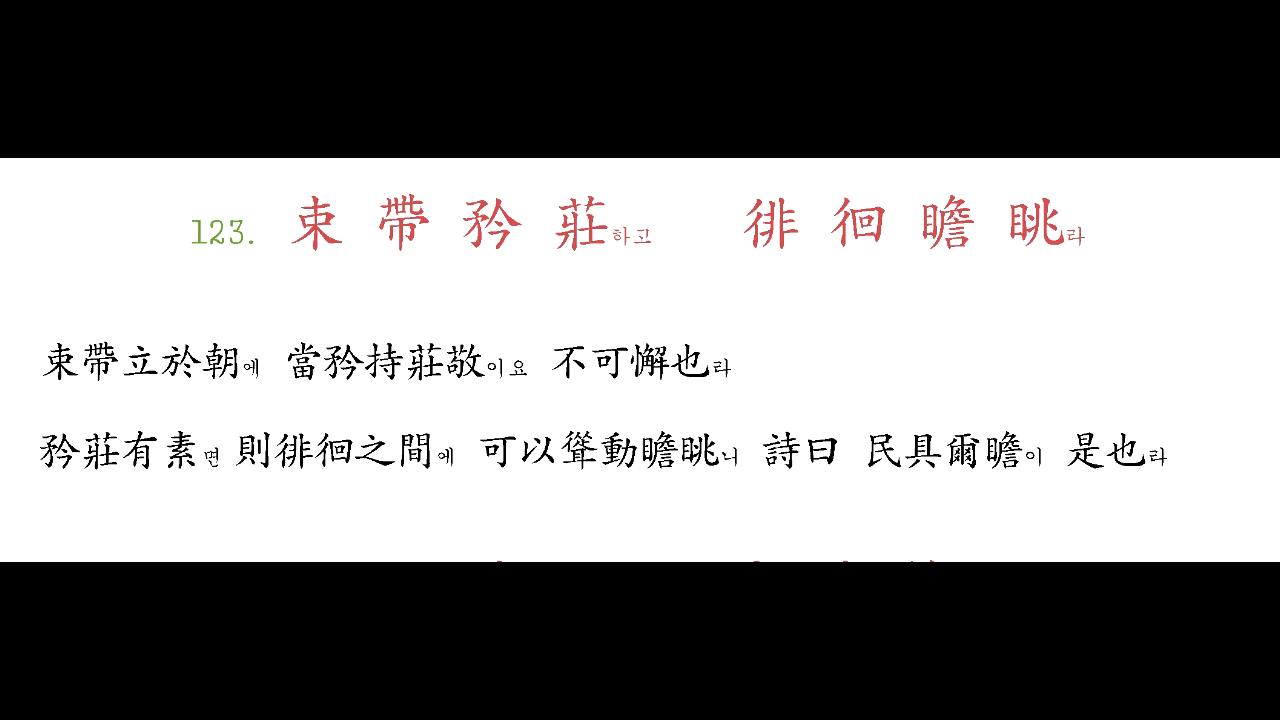 123. 束 帶 矜 莊하고 徘 徊 瞻 眺라
束帶立於朝에 當矜持莊敬이요 不可懈也라
矜莊有素면 則徘徊之間에 可以聳動瞻眺니 詩曰 民具爾瞻이 是也라